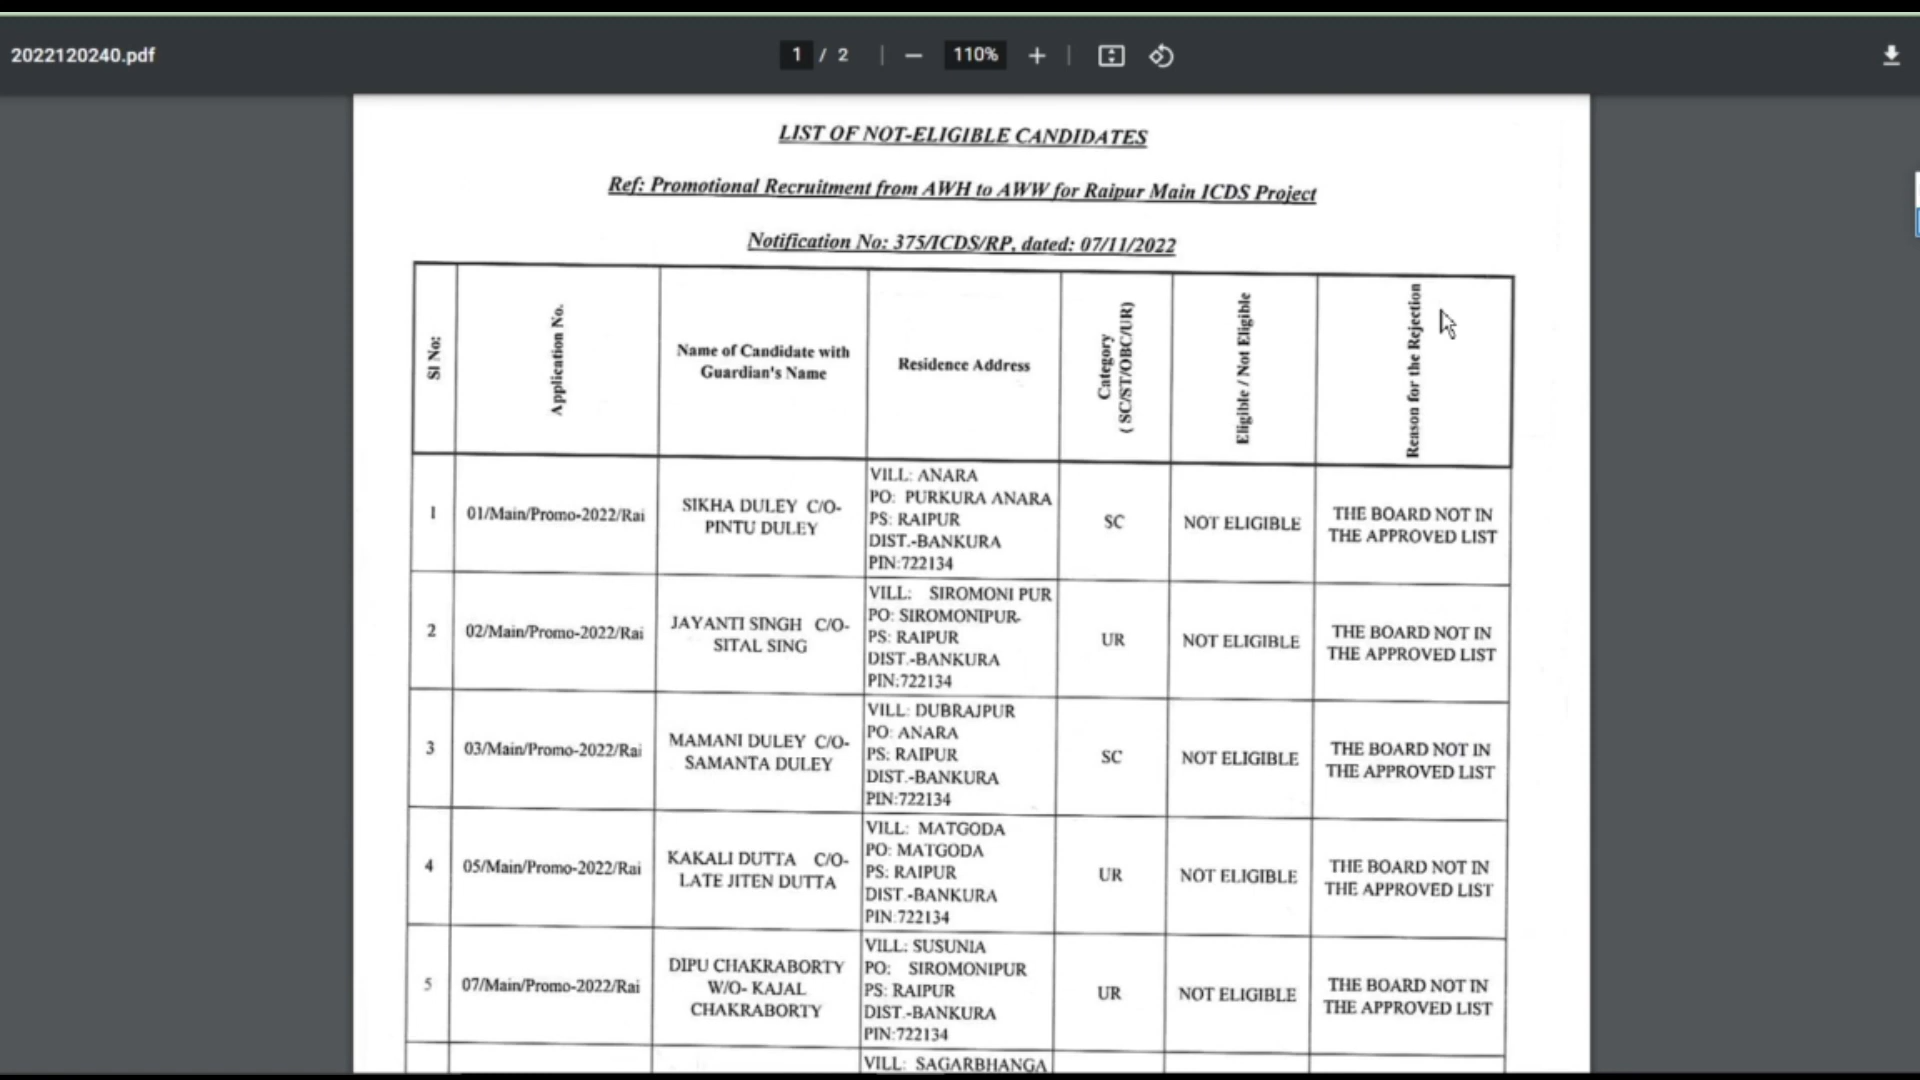 2022120240.pdf
1 / 2
110%
LIST OF NOT-ELIGIBLE CANDIDATES
Ref: Promotional Recruitment from AWH to AWW for Raipur Main ICDS Project
Notification No: 375/ICDS/RP, dated: 07/11/2022
Sl No:
Application No.
Name of Candidate with
Guardian's Name
Residence Address
Category
( SC/ST/OBC/UR)
Eligible / Not Eligible
Reason for the Rejection
1
01/Main/Promo-2022/Rai
SIKHA DULEY C/O-
PINTU DULEY
VILL: ANARA
PO: PURKURA ANARA
PS: RAIPUR
DIST.-BANKURA
PIN:722134
SC
NOT ELIGIBLE
THE BOARD NOT IN
THE APPROVED LIST
2
02/Main/Promo-2022/Rai
JAYANTI SINGH C/O-
SITAL SING
VILL: SIROMONI PUR
PO: SIROMONIPUR
PS: RAIPUR
DIST.-BANKURA
PIN:722134
UR
NOT ELIGIBLE
THE BOARD NOT IN
THE APPROVED LIST
3
03/Main/Promo-2022/Rai
MAMANI DULEY C/O-
SAMANTA DULEY
VILL: DUBRAJPUR
PO: ANARA
PS: RAIPUR
DIST.-BANKURA
PIN:722134
SC
NOT ELIGIBLE
THE BOARD NOT IN
THE APPROVED LIST
4
05/Main/Promo-2022/Rai
KAKALI DUTTA C/O-
LATE JITEN DUTTA
VILL: MATGODA
PO: MATGODA
PS: RAIPUR
DIST.-BANKURA
PIN:722134
UR
NOT ELIGIBLE
THE BOARD NOT IN
THE APPROVED LIST
5
07/Main/Promo-2022/Rai
DIPU CHAKRABORTY
W/O- KAJAL
CHAKRABORTY
VILL: SUSUNIA
PO: SIROMONIPUR
PS: RAIPUR
DIST.-BANKURA
PIN:722134
UR
NOT ELIGIBLE
THE BOARD NOT IN
THE APPROVED LIST
VILL: SAGARBHANGA